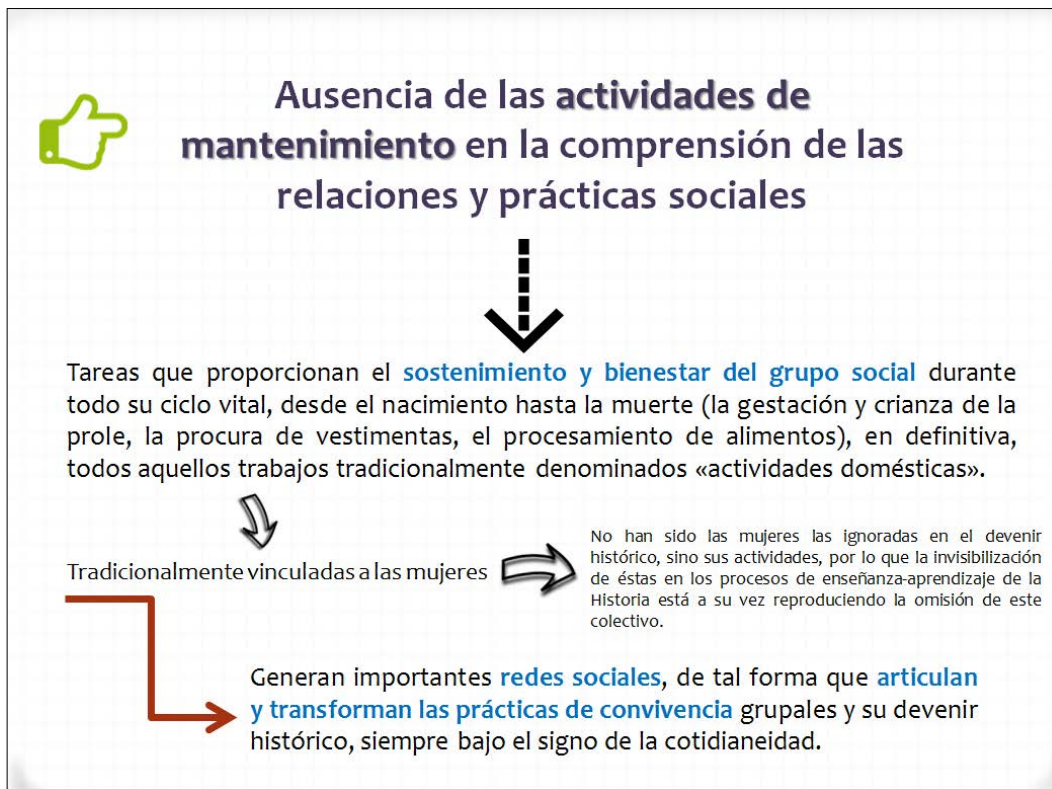 Ausencia de las actividades de
mantenimiento en la comprensión de las
relaciones y prácticas sociales
Tareas que proporcionan el sostenimiento y bienestar del grupo social durante
todo su ciclo vital, desde el nacimiento hasta la muerte (la gestación y crianza de la
prole, la procura de vestimentas, el procesamiento de alimentos), en definitiva,
todos aquellos trabajos tradicionalmente denominados «actividades domésticas».
Tradicionalmente vinculadas a las mujeres
No han sido las mujeres las ignoradas en el devenir
histórico, sino sus actividades, por lo que la invisibilización
de éstas en los procesos de enseñanza-aprendizaje de la
Historia está a su vez reproduciendo la omisión de este
colectivo.
Generan importantes redes sociales, de tal forma que articulan
y transforman las prácticas de convivencia grupales y su devenir
histórico, siempre bajo el signo de la cotidianeidad.